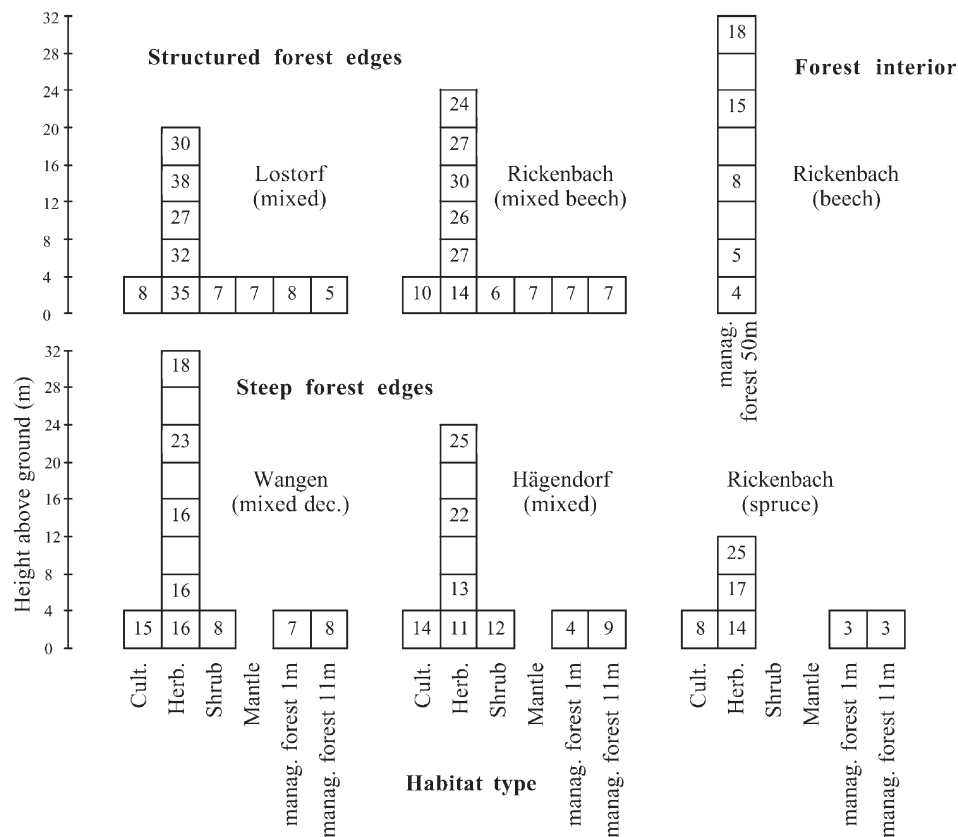 Structured forest edges
Forest interior
32
28
24
20
16
12
8
4
0
30
38
27
32
8 35 7 7 8 5
Lostorf
(mixed)
24
27
30
26
27
10 14 6 7 7 7
Rickenbach
(mixed beech)
18
15
8
5
4
Rickenbach
(beech)
manag.
forest 50m
Height above ground (m)
Steep forest edges
32
28
24
20
16
12
8
4
0
18
23
16
16
15 16 8 7 8
Wangen
(mixed dec.)
25
22
13
14 11 12 4 9
Hägendorf
(mixed)
25
17
8 14 3 3
Rickenbach
(spruce)
Cult.
Herb.
Shrub
Mantle
manag. forest 1m
manag. forest 11m
Cult.
Herb.
Shrub
Mantle
manag. forest 1m
manag. forest 11m
Cult.
Herb.
Shrub
Mantle
manag. forest 1m
manag. forest 11m
Habitat type